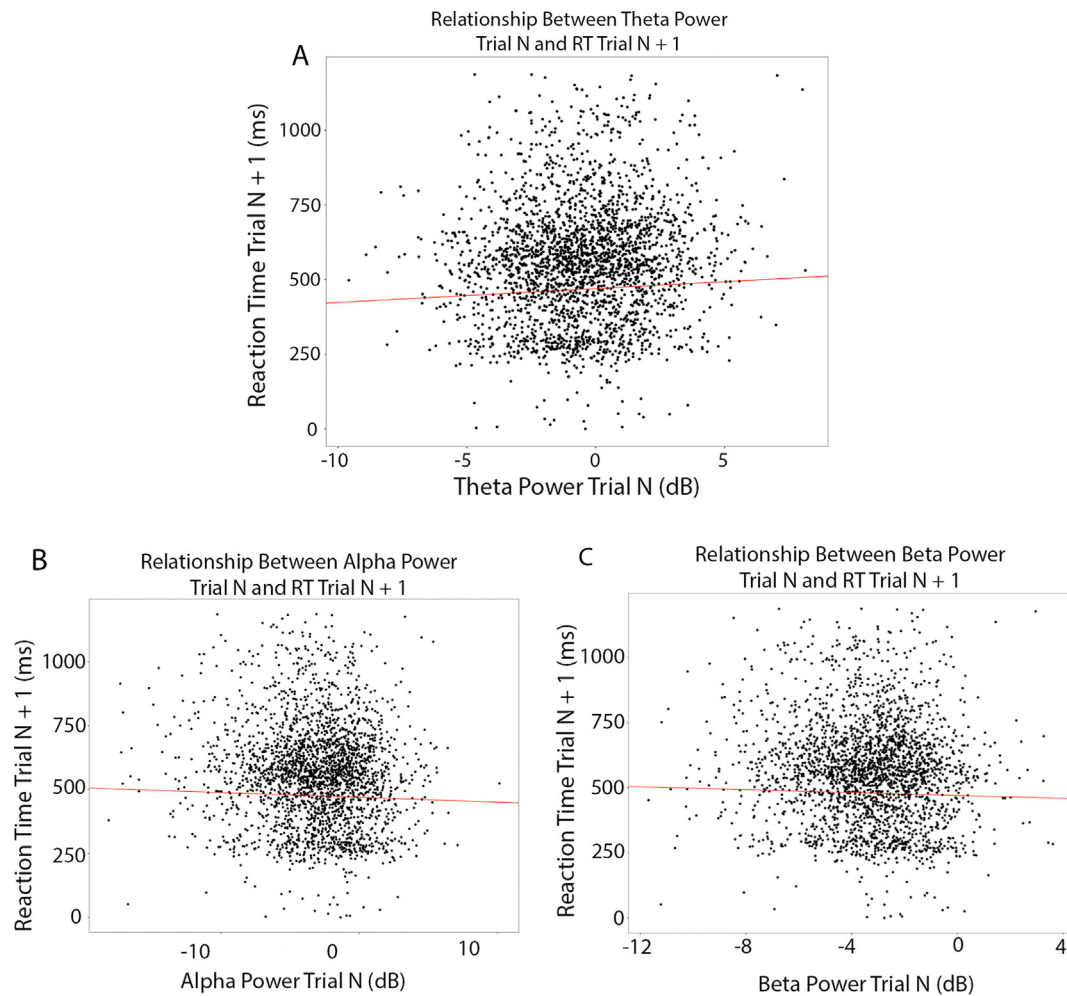 Relationship Between Theta Power
Trial N and RT Trial N + 1
A
Reaction Time Trial N + 1 (ms)
1000
750
500
250
0
-10 -5 0 5
Theta Power Trial N (dB)
B
Relationship Between Alpha Power
Trial N and RT Trial N + 1
Reaction Time Trial N + 1 (ms)
1000
750
500
250
0
-10 0 10
Alpha Power Trial N (dB)
C
Relationship Between Beta Power
Trial N and RT Trial N + 1
Reaction Time Trial N + 1 (ms)
1000
750
500
250
0
-12 -8 -4 0 4
Beta Power Trial N (dB)